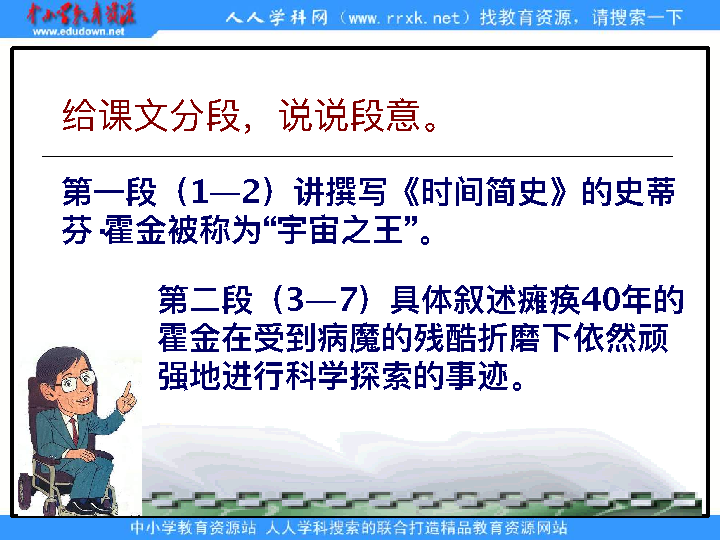 中小学教育资源
www.edudown.net
人人学科网（www.rrxk.net）找教育资源，请搜索一下
给课文分段，说说段意。
第一段（1—2）讲撰写《时间简史》的史蒂
芬·霍金被称为“宇宙之王”。
第二段（3—7）具体叙述瘫痪40年的
霍金在受到病魔的残酷折磨下依然顽
强地进行科学探索的事迹。
中小学教育资源站 人人学科搜索的联合打造精品教育资源网站